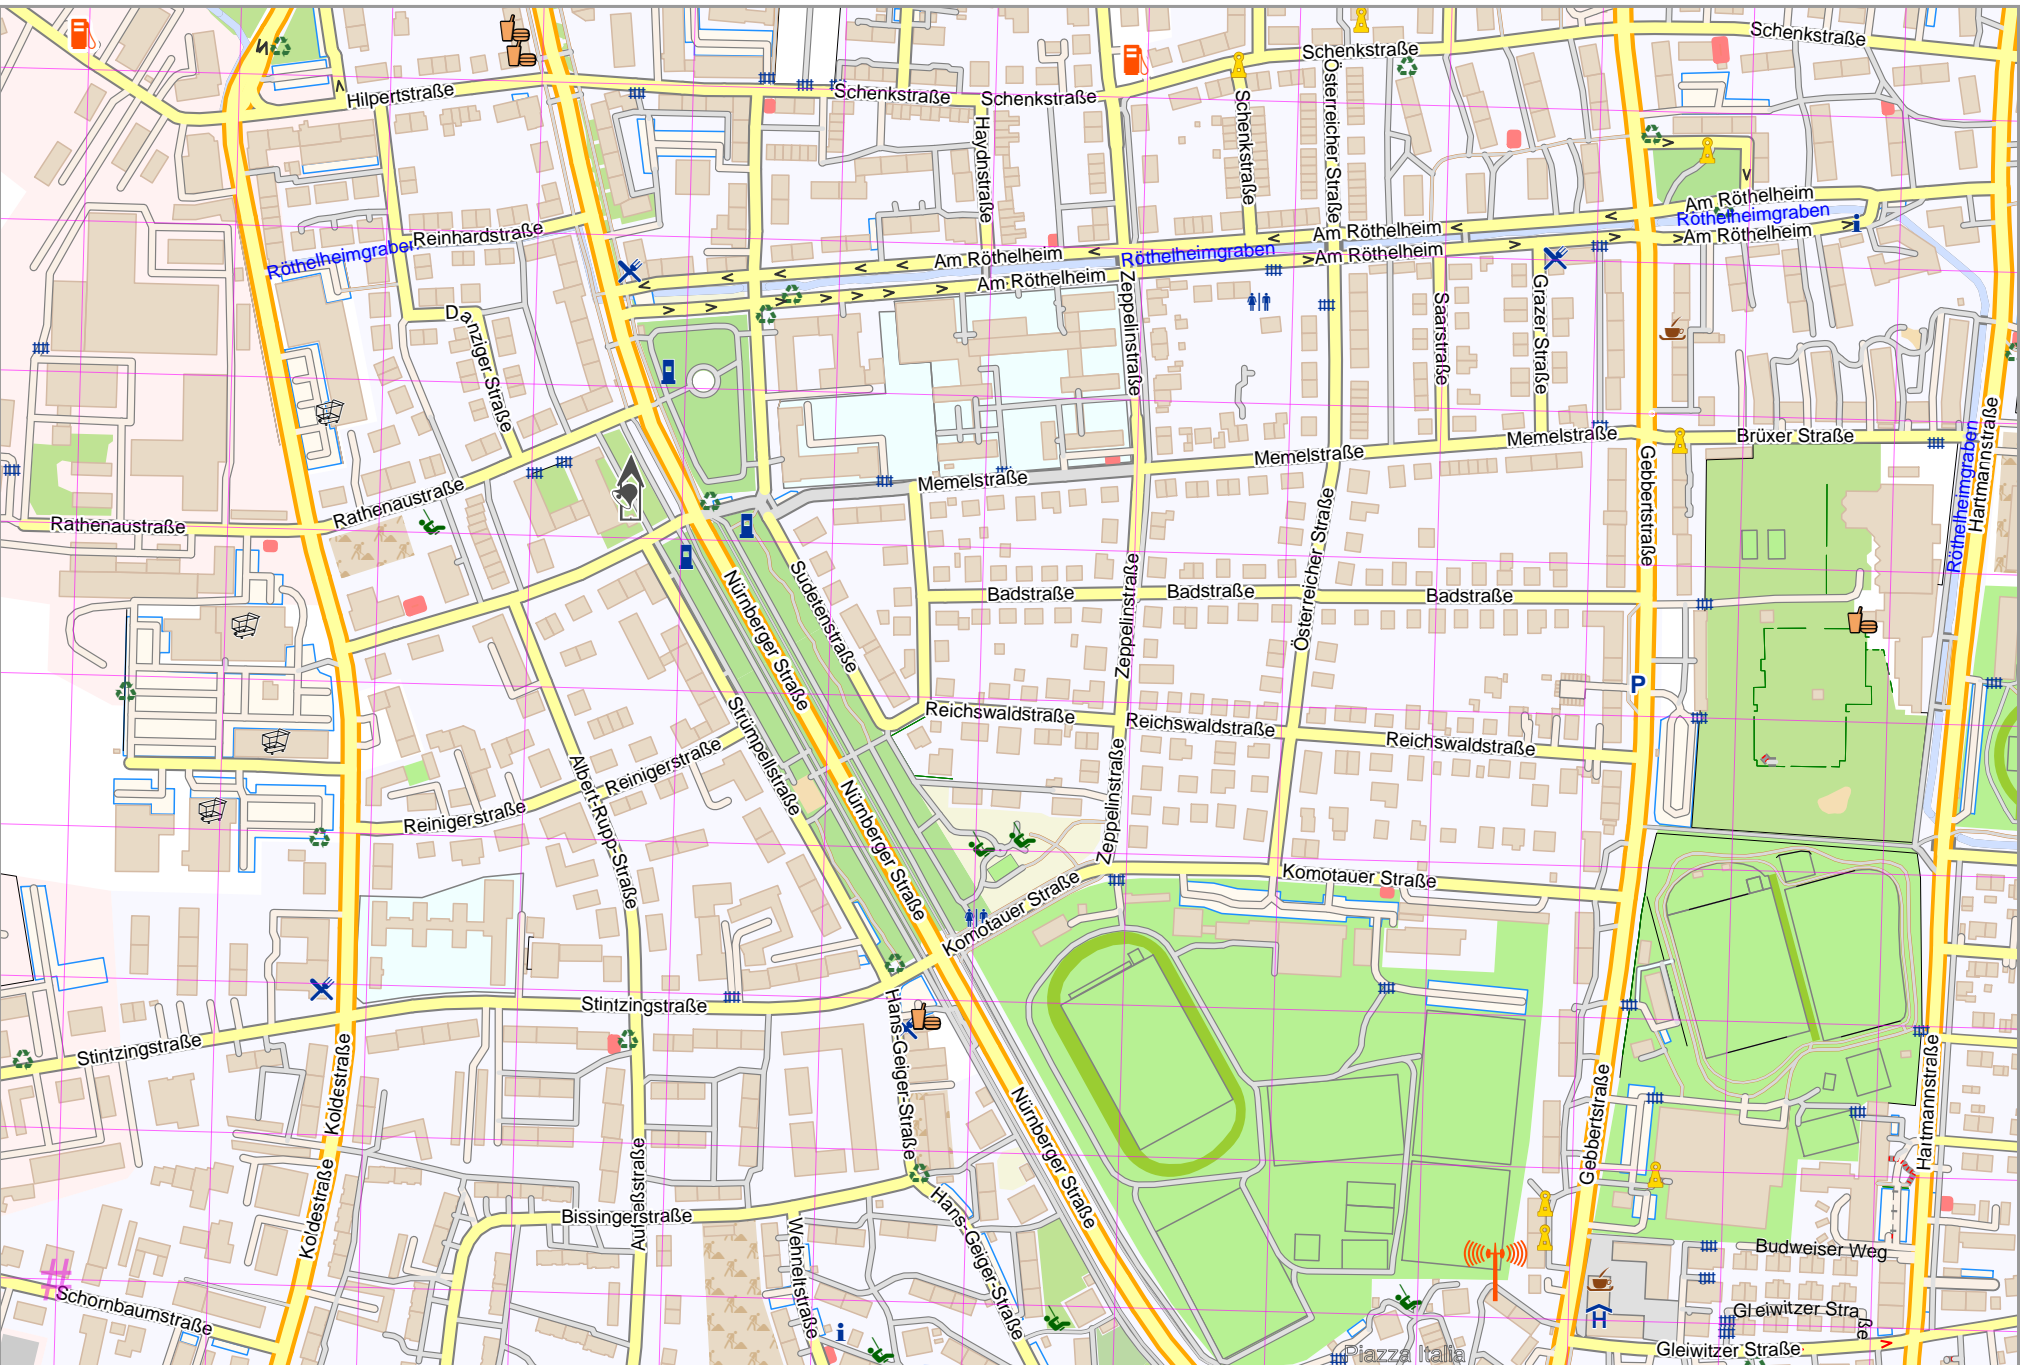 Schenkstraße
Schenkstraße
Hilpertstraße
Schenkstraße
Schenkstraße
Haydnstraße
Schenkstraße
Österreicher Straße
Am Röthelheim
Röthelheimgraben
Am Röthelheim
Reinhardstraße
Röthelheimgraben
Am Röthelheim
Am Röthelheim
Röthelheimgraben
Am Röthelheim
Am Röthelheim
Danziger Straße
Zeppelinstraße
Saarstraße
Grazer Straße
Memelstraße
Memelstraße
Memelstraße
Brüxer Straße
Gebbertstraße
Röthelheimgraben
Hartmannstraße
Rathenaustraße
Rathenaustraße
Nürnberger Straße
Sudetenstraße
Badstraße
Badstraße
Badstraße
Zeppelinstraße
Österreicher Straße
P
Reichswaldstraße
Reichswaldstraße
Reichswaldstraße
Strümpellstraße
Reinigerstraße
Reinigerstraße
Albert-Rupp-Straße
Nürnberger Straße
Zeppelinstraße
Komotauer Straße
Komotauer Straße
Stintzingstraße
Stintzingstraße
Koldestraße
Hans-Geiger-Straße
Nürnberger Straße
Gebbertstraße
Hartmannstraße
Koldestraße
Aufseßstraße
Bissingerstraße
Wehneltstraße
Hans-Geiger-Straße
Budweiser Weg
Gleiwitzer Straße
Schornbaumstraße
H
Gleiwitzer Straße
Piazza Italia